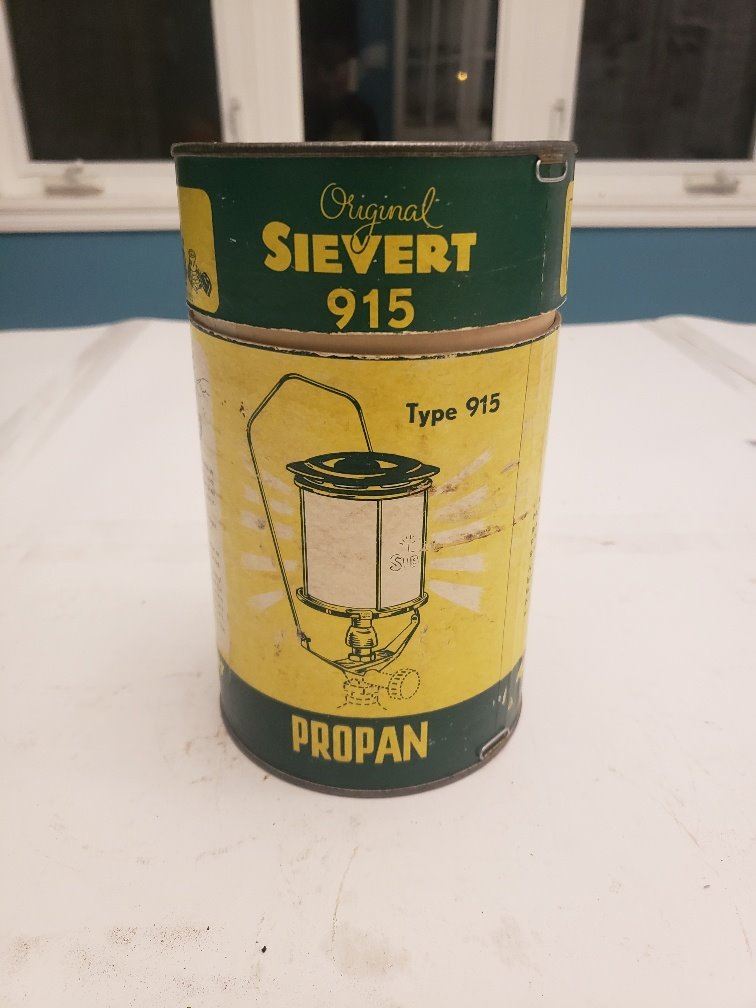 Original
SIEVERT
915
Type 915
PROPAN